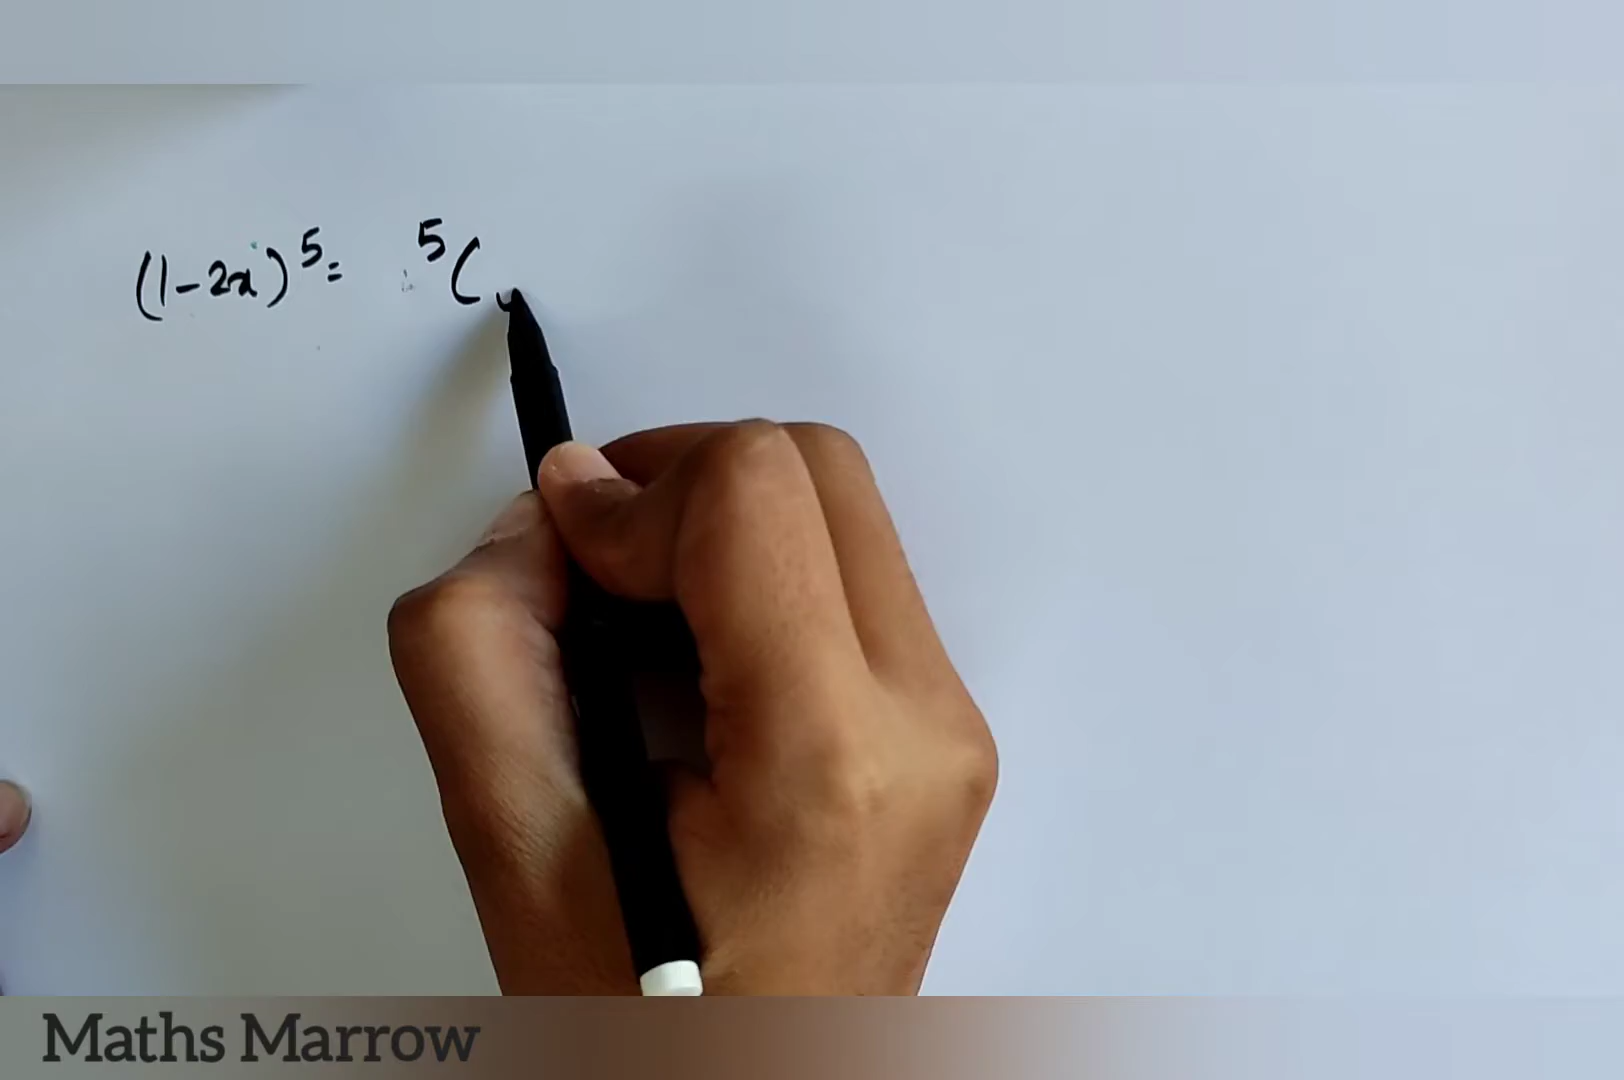 (1-2x)⁵ = ⁵C
Maths Marrow